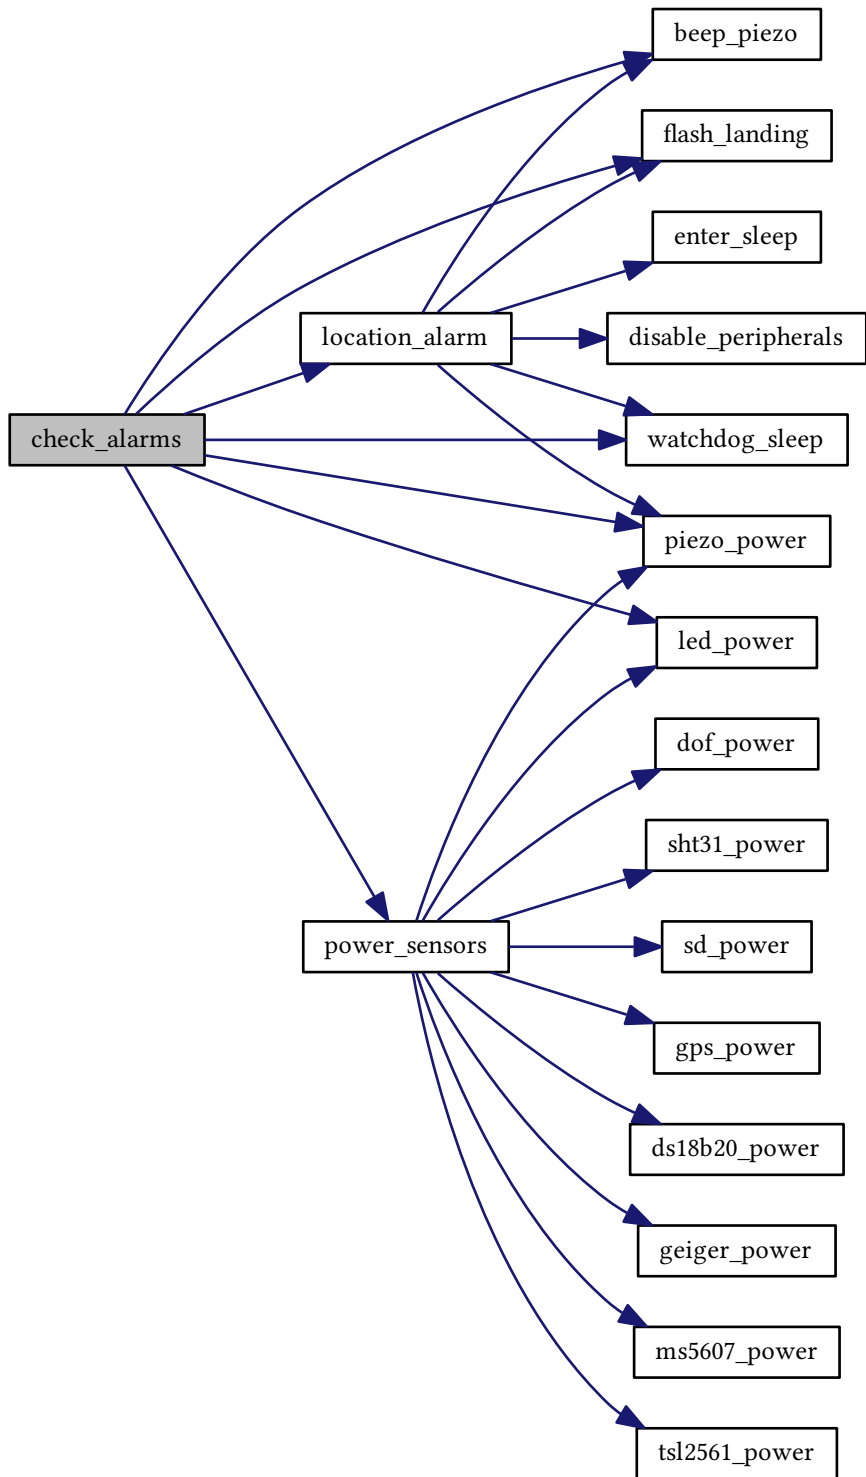 beep_piezo
flash_landing
enter_sleep
location_alarm
disable_peripherals
check_alarms
watchdog_sleep
piezo_power
led_power
dof_power
sht31_power
power_sensors
sd_power
gps_power
ds18b20_power
geiger_power
ms5607_power
tsl2561_power